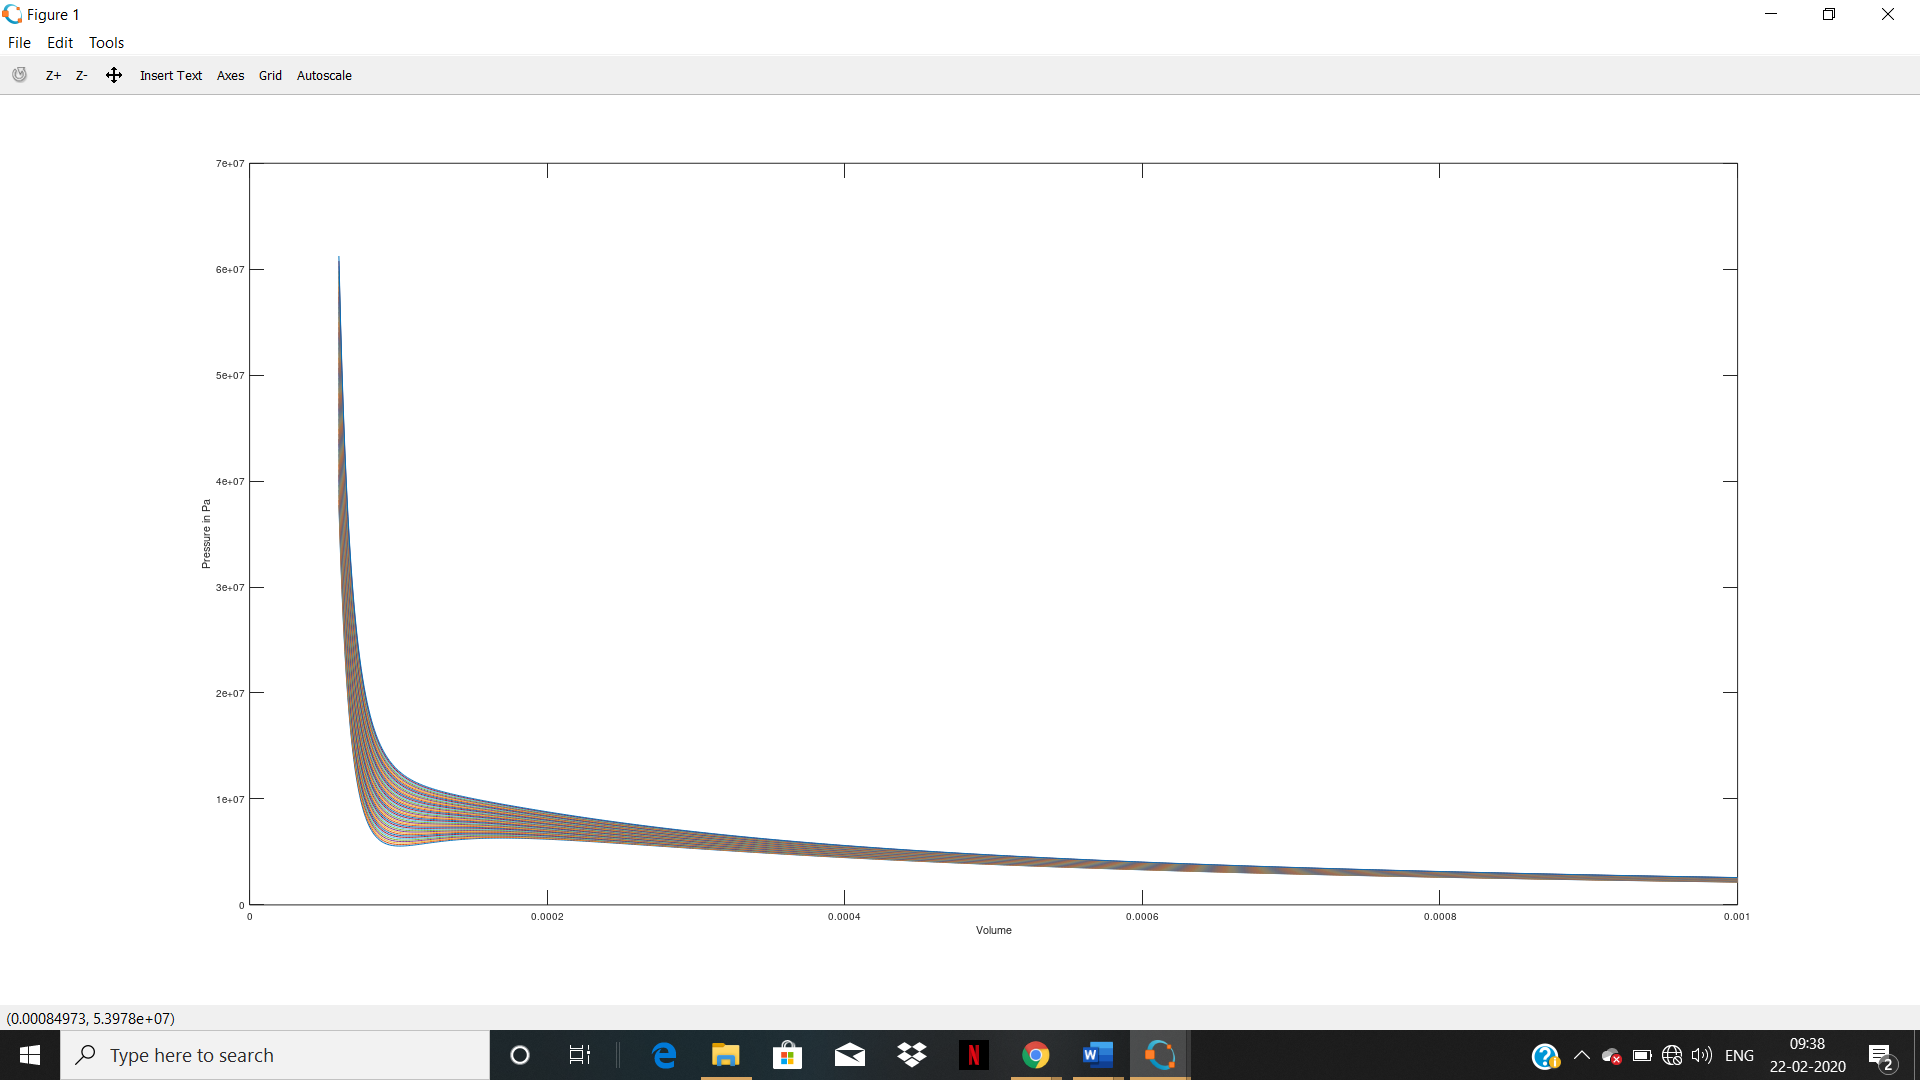 Figure 1
File Edit Tools
Z+ Z- Insert Text Axes Grid Autoscale
7e+07
6e+07
5e+07
4e+07
3e+07
2e+07
1e+07
0
Pressure in Pa
0 0.0002 0.0004 0.0006 0.0008 0.001
Volume
(0.00084973, 5.3978e+07)
Type here to search
N
W
ENG
09:38
22-02-2020
2